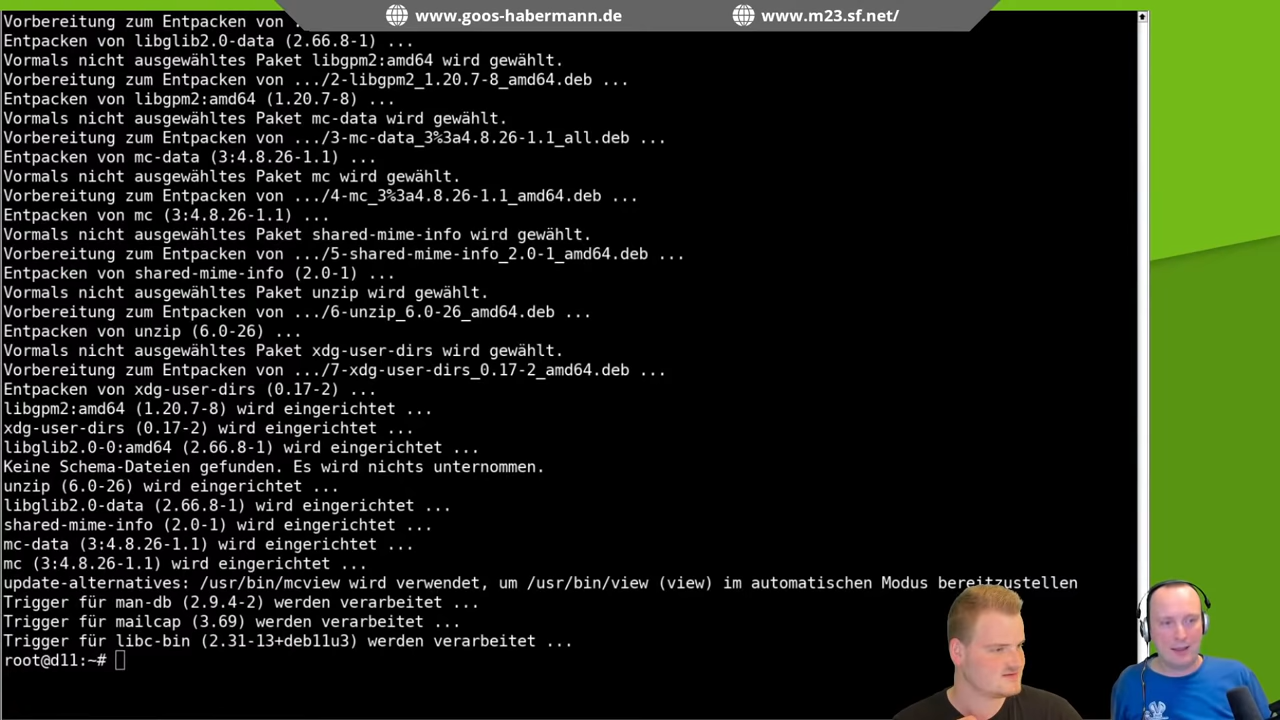 www.goos-habermann.de
www.m23.sf.net/
Vorbereitung zum Entpacken von
Entpacken von libglib2.0-data (2.66.8-1) ...
Vormals nicht ausgewähltes Paket libgpm2:amd64 wird gewählt.
Vorbereitung zum Entpacken von .../2-libgpm2_1.20.7-8_amd64.deb ...
Entpacken von libgpm2:amd64 (1.20.7-8) ...
Vormals nicht ausgewähltes Paket mc-data wird gewählt.
Vorbereitung zum Entpacken von .../3-mc-data_3%3a4.8.26-1.1_all.deb ...
Entpacken von mc-data (3:4.8.26-1.1) ...
Vormals nicht ausgewähltes Paket mc wird gewählt.
Vorbereitung zum Entpacken von .../4-mc_3%3a4.8.26-1.1_amd64.deb ...
Entpacken von mc (3:4.8.26-1.1) ...
Vormals nicht ausgewähltes Paket shared-mime-info wird gewählt.
Vorbereitung zum Entpacken von .../5-shared-mime-info_2.0-1_amd64.deb ...
Entpacken von shared-mime-info (2.0-1) ...
Vormals nicht ausgewähltes Paket unzip wird gewählt.
Vorbereitung zum Entpacken von .../6-unzip_6.0-26_amd64.deb ...
Entpacken von unzip (6.0-26) ...
Vormals nicht ausgewähltes Paket xdg-user-dirs wird gewählt.
Vorbereitung zum Entpacken von .../7-xdg-user-dirs_0.17-2_amd64.deb ...
Entpacken von xdg-user-dirs (0.17-2) ...
libgpm2:amd64 (1.20.7-8) wird eingerichtet ...
xdg-user-dirs (0.17-2) wird eingerichtet ...
libglib2.0-0:amd64 (2.66.8-1) wird eingerichtet ...
Keine Schema-Dateien gefunden. Es wird nichts unternommen.
unzip (6.0-26) wird eingerichtet ...
libglib2.0-data (2.66.8-1) wird eingerichtet ...
shared-mime-info (2.0-1) wird eingerichtet ...
mc-data (3:4.8.26-1.1) wird eingerichtet ...
mc (3:4.8.26-1.1) wird eingerichtet ...
update-alternatives: /usr/bin/mcview wird verwendet, um /usr/bin/view (view) im automatischen Modus bereitzustellen
Trigger für man-db (2.9.4-2) werden verarbeitet ...
Trigger für mailcap (3.69) werden verarbeitet ...
Trigger für libc-bin (2.31-13+deb11u3) werden verarbeitet ...
root@d11:~#